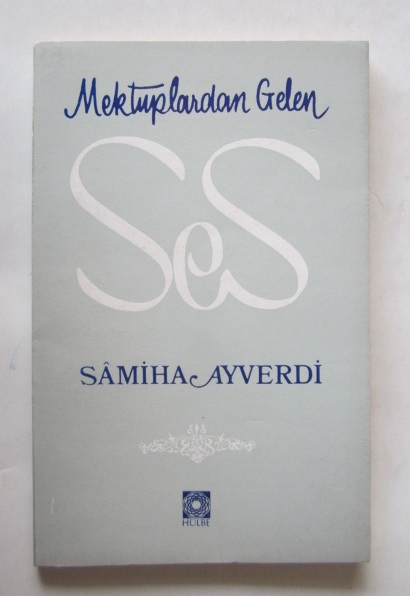 Mektuplardan Gelen
Ses
SÂMİHA AYVERDİ
HÜLBE